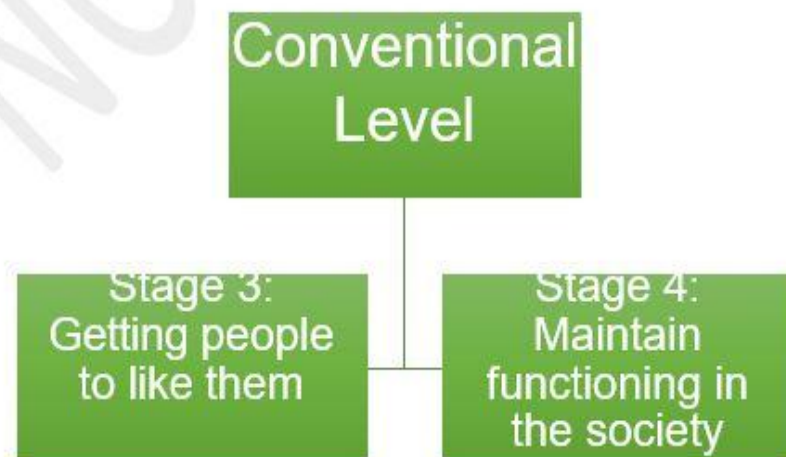 Conventional
Level
Stage 3:
Getting people
to like them
Stage 4:
Maintain
functioning in
the society